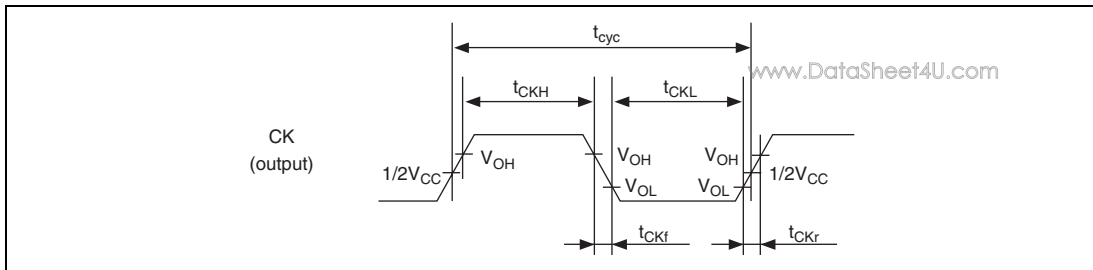 tcyc
www.DataSheet4U.com
tCKH
tCKL
CK
(output)
1/2VCC
VOH
VOH
VOL
VOH
VOL
1/2VCC
tCKf
tCKr